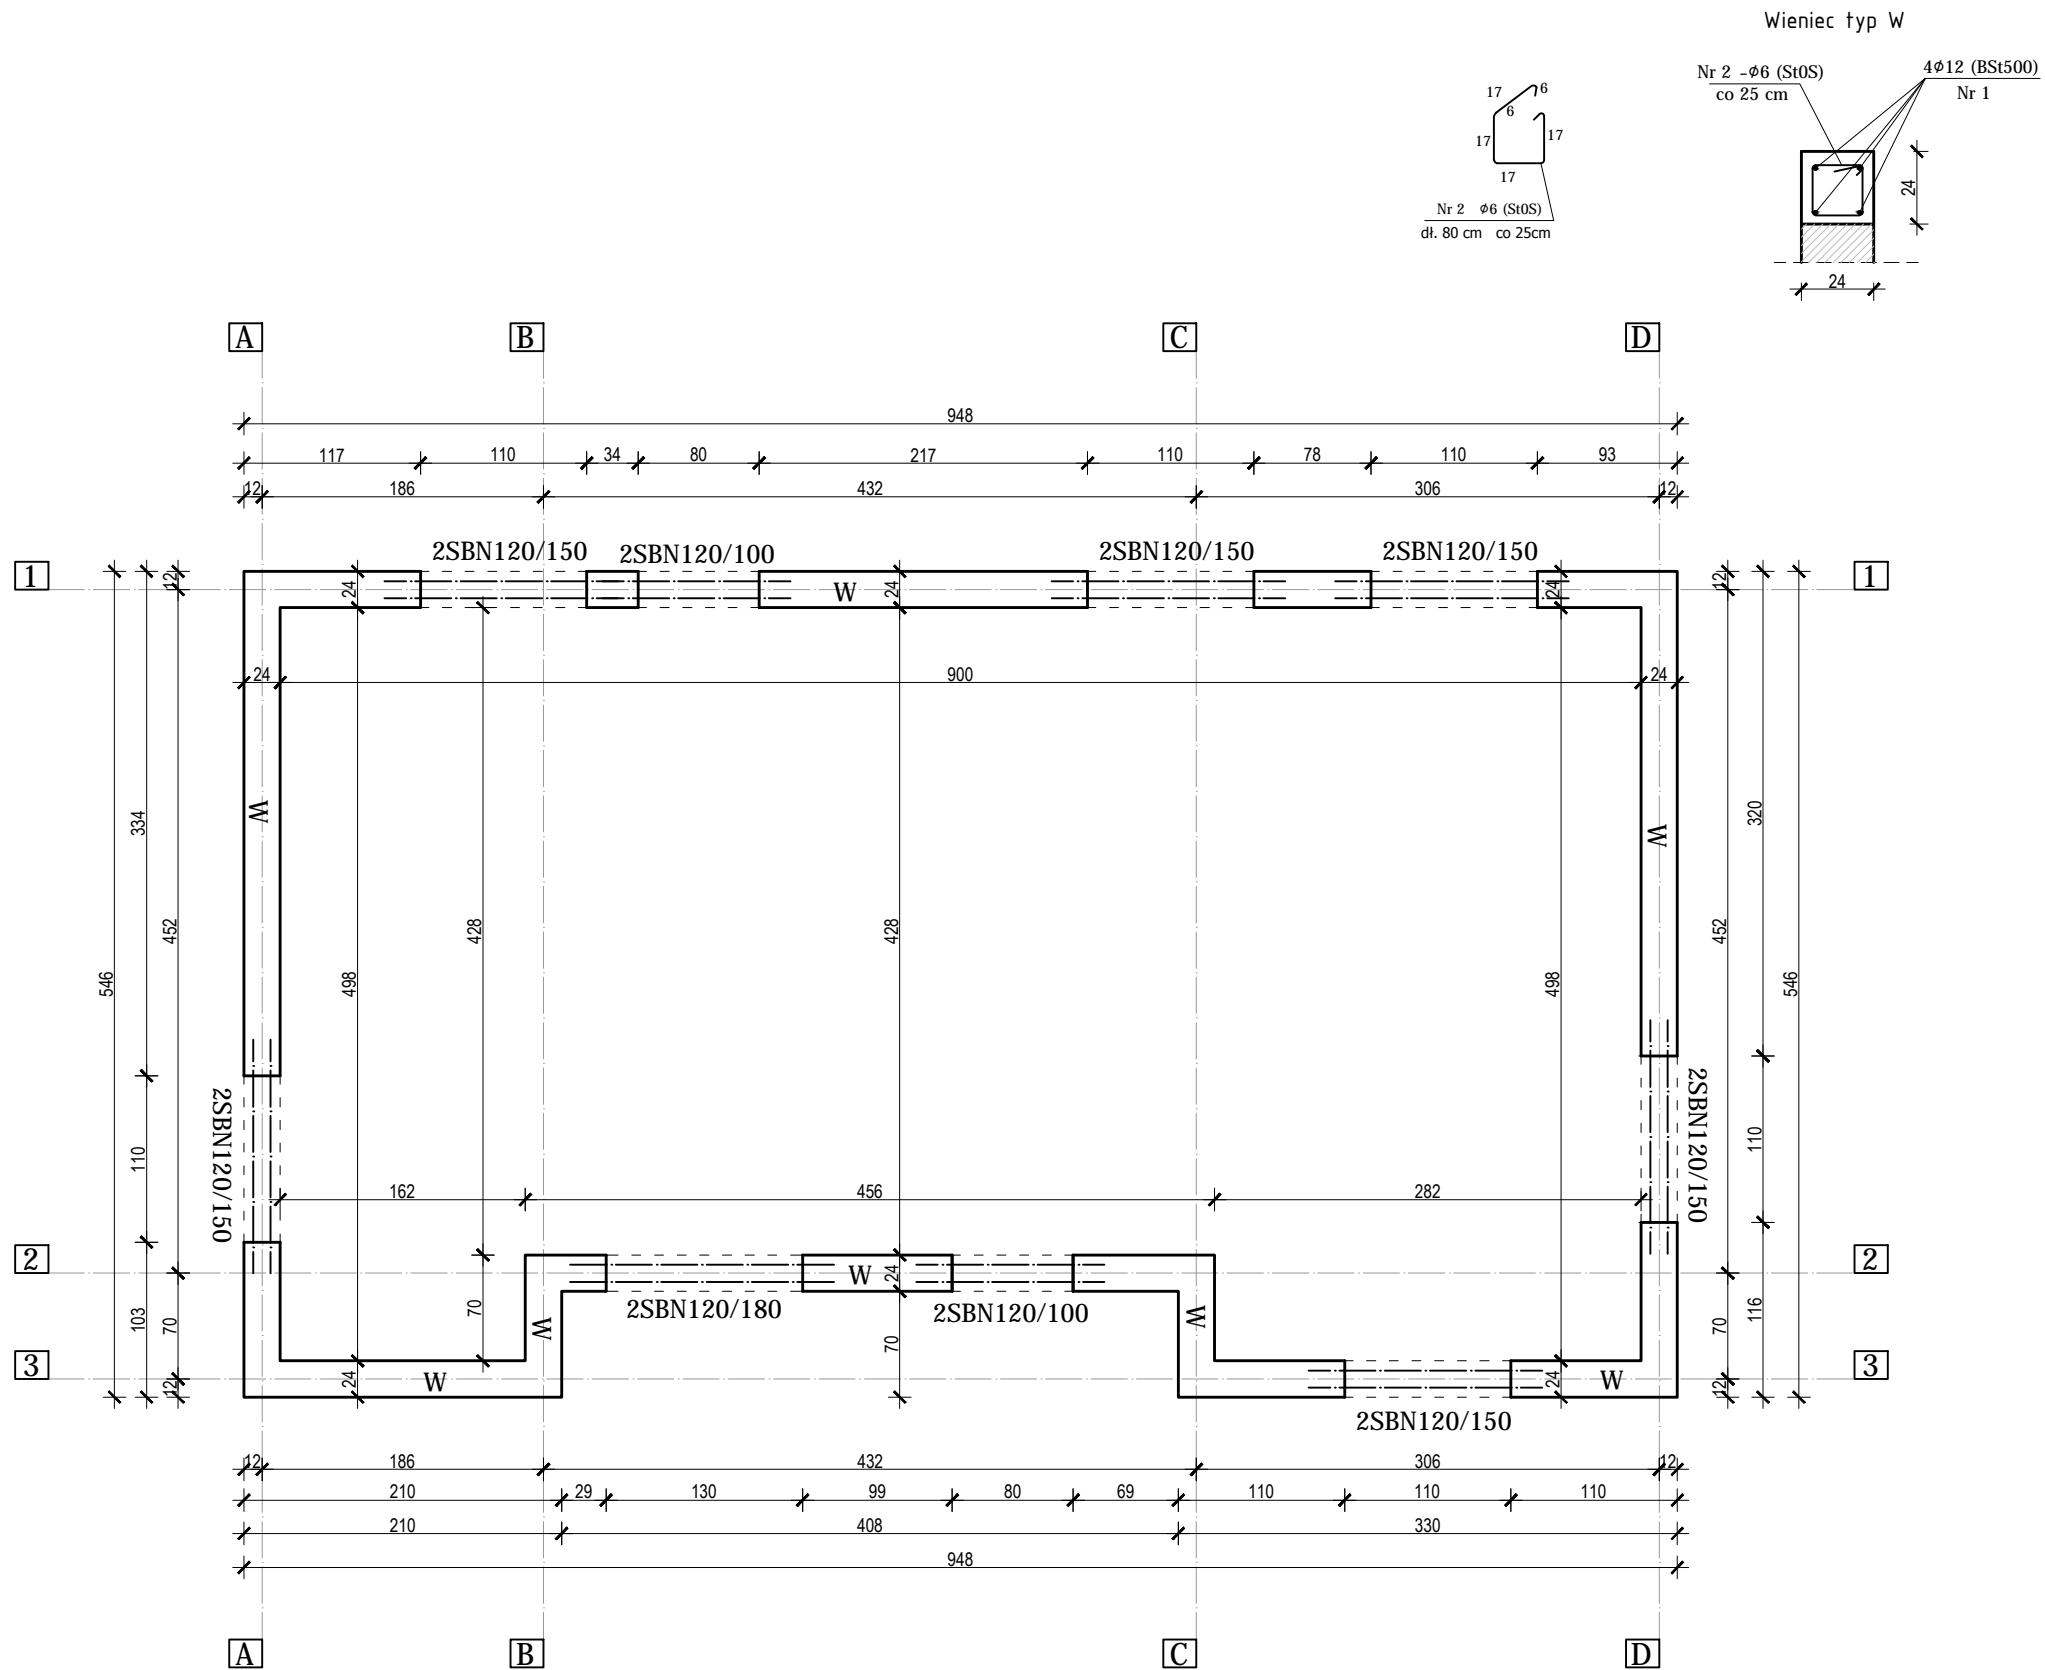 Wieniec typ W
Nr 2 -ø6 (St0S)
co 25 cm
4ø12 (BSt500)
Nr 1
17
6
6
17
17
17
Nr 2 ø6 (St0S)
dł. 80 cm co 25cm
24
24
A
B
C
D
948
117
110
34
80
217
110
78
110
93
12
186
432
306
12
2SBN120/150
2SBN120/100
2SBN120/150
2SBN120/150
1
12
24
W
24
24
12
1
24
900
24
W
334
452
546
498
428
428
498
W
320
452
546
2SBN120/150
110
2SBN120/150
110
162
456
282
2
W
24
2
2SBN120/180
2SBN120/100
103
70
70
W
70
W
116
70
3
12
24
W
24
W
12
3
2SBN120/150
12
186
432
306
12
210
29
130
99
80
69
110
110
110
210
408
330
948
A
B
C
D